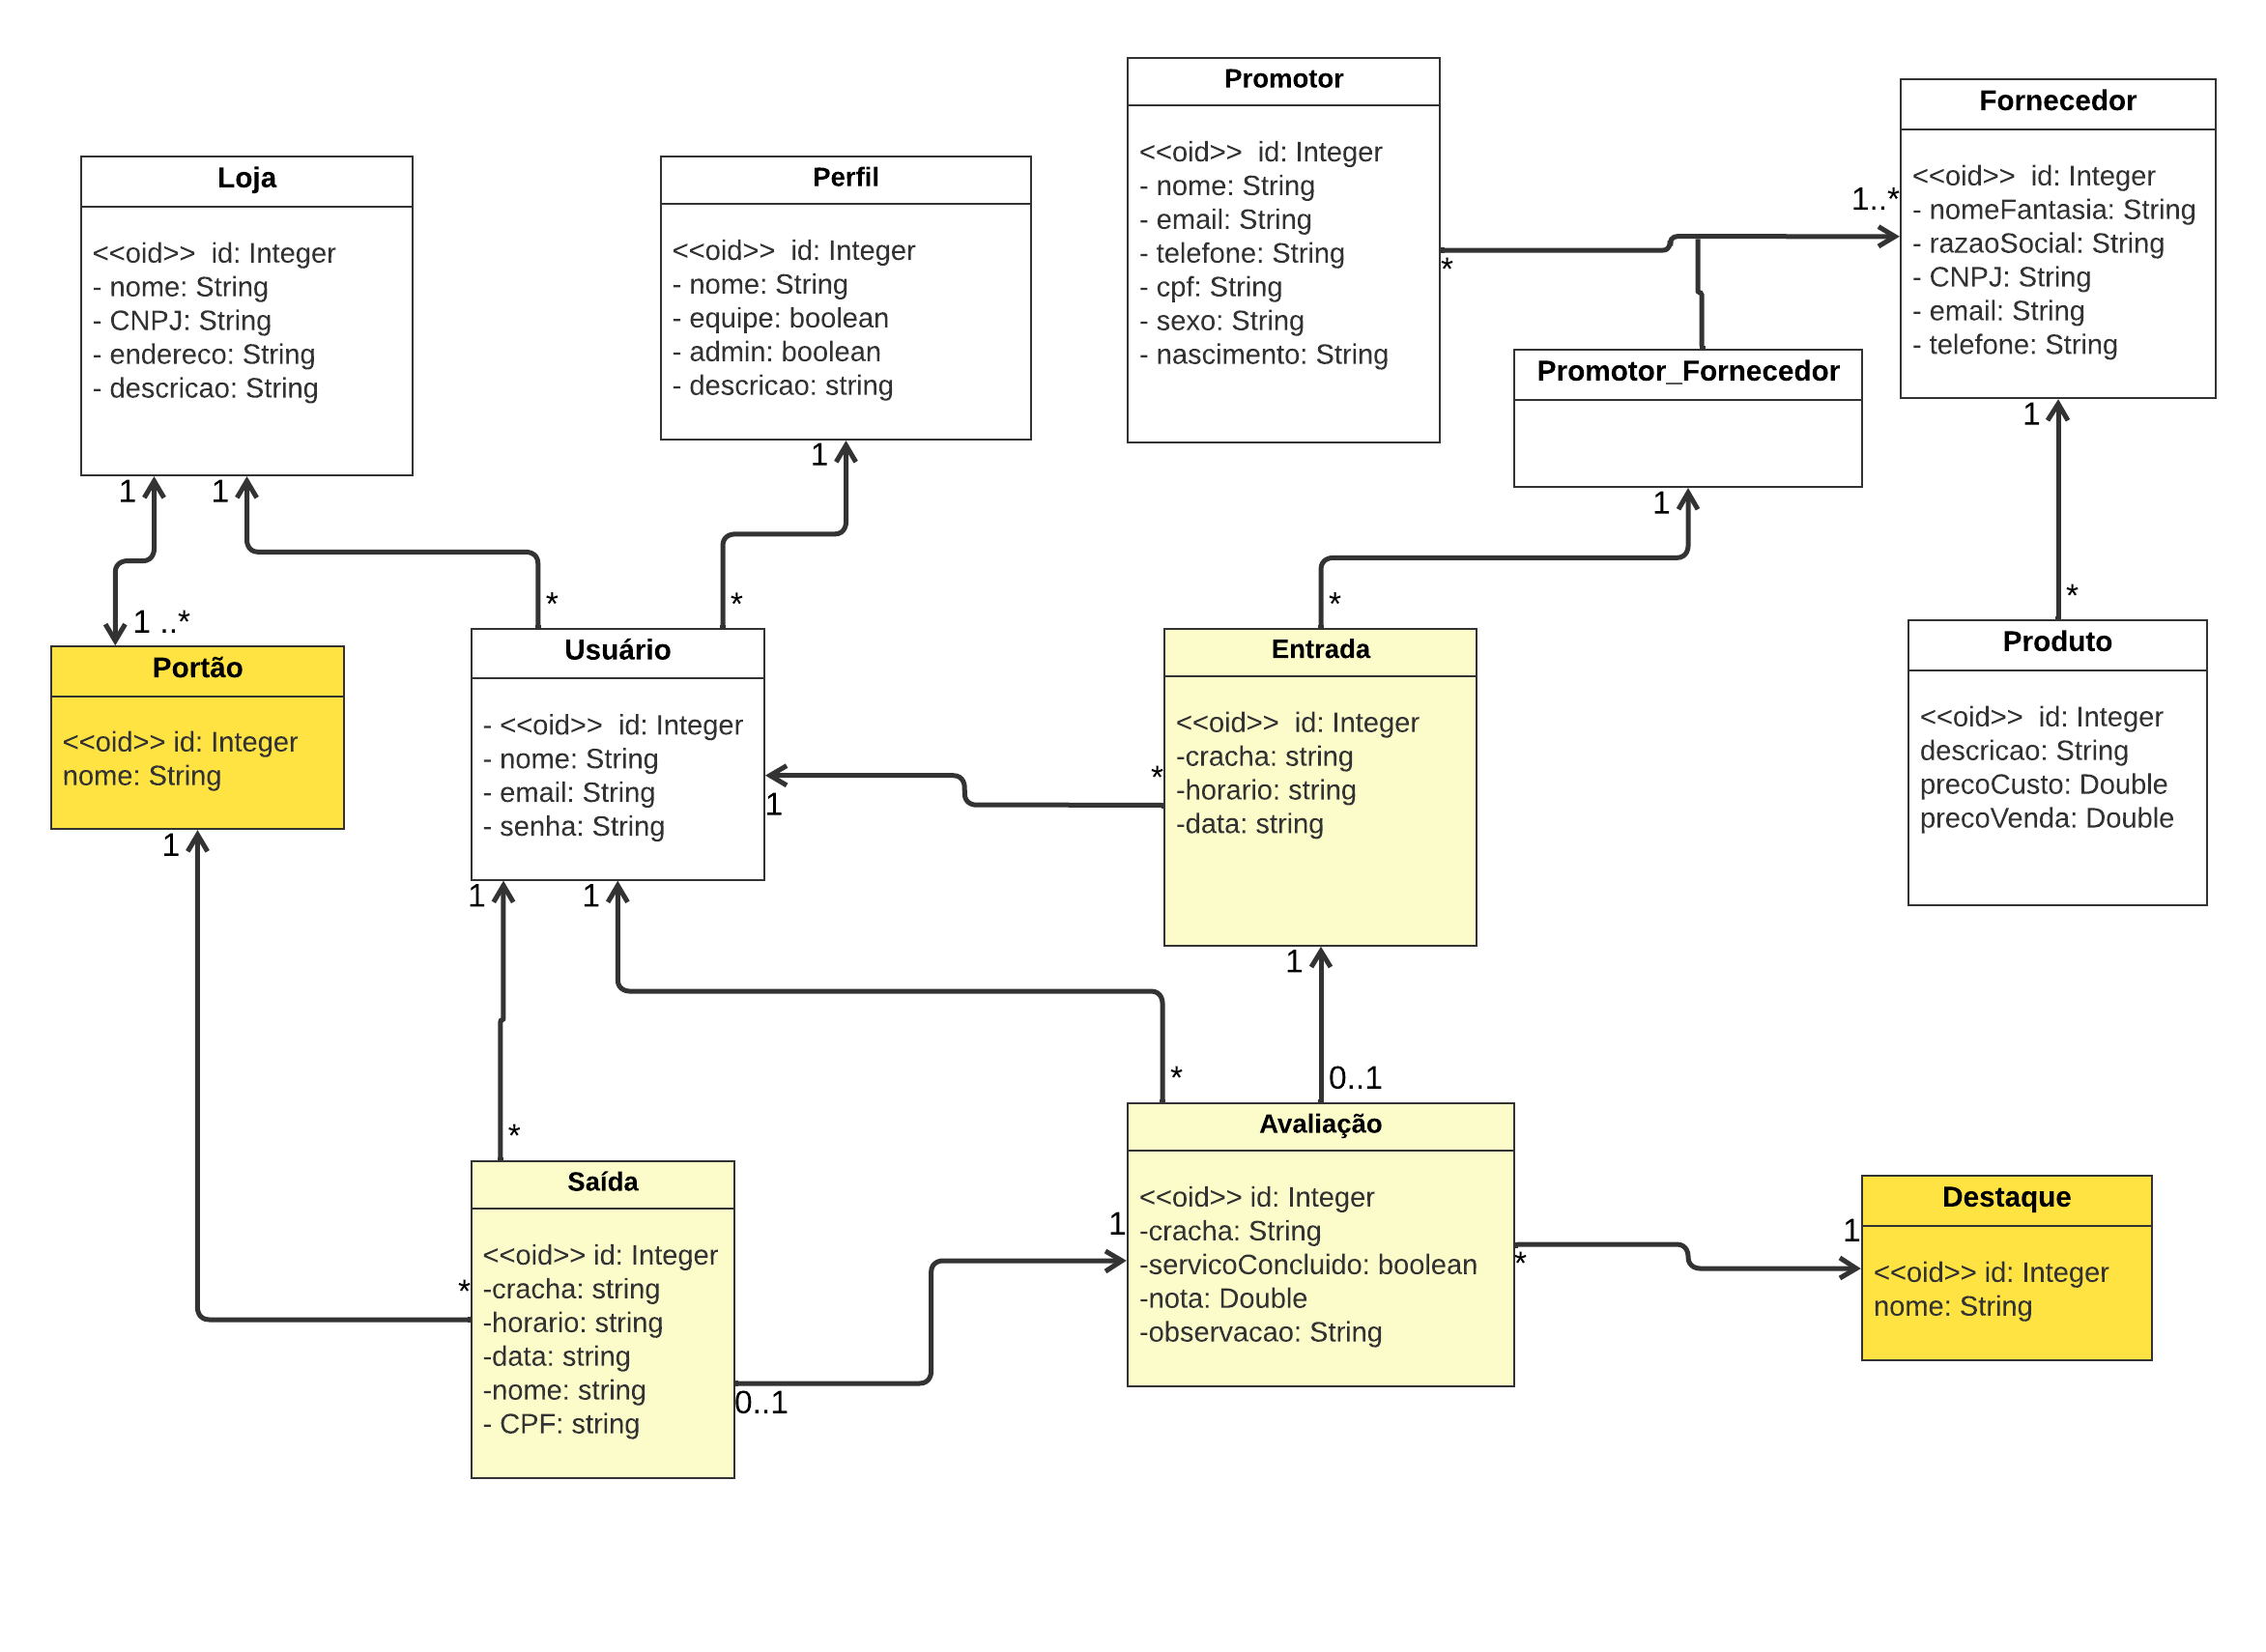 Promotor
<<oid>>  id: Integer
- nome: String
- email: String
- telefone: String
- cpf: String
- sexo: String
- nascimento: String
*
1..*
Fornecedor
<<oid>>  id: Integer
- nomeFantasia: String
- razaoSocial: String
- CNPJ: String
- email: String
- telefone: String
1
Loja
<<oid>>  id: Integer
- nome: String
- CNPJ: String
- endereco: String
- descricao: String
1
1
Perfil
<<oid>>  id: Integer
- nome: String
- equipe: boolean
- admin: boolean
- descricao: string
1
Promotor_Fornecedor
1
1 ..*
*
*
*
*
Portão
<<oid>> id: Integer
nome: String
1
Usuário
- <<oid>>  id: Integer
- nome: String
- email: String
- senha: String
1
1
1
Entrada
<<oid>>  id: Integer
-cracha: string
-horario: string
-data: string
*
1
Produto
<<oid>>  id: Integer
descricao: String
precoCusto: Double
precoVenda: Double
*
*
0..1
Saída
<<oid>> id: Integer
-cracha: string
-horario: string
-data: string
-nome: string
- CPF: string
*
0..1
1
Avaliação
<<oid>> id: Integer
-cracha: String
-servicoConcluido: boolean
-nota: Double
-observacao: String
*
1
Destaque
<<oid>> id: Integer
nome: String